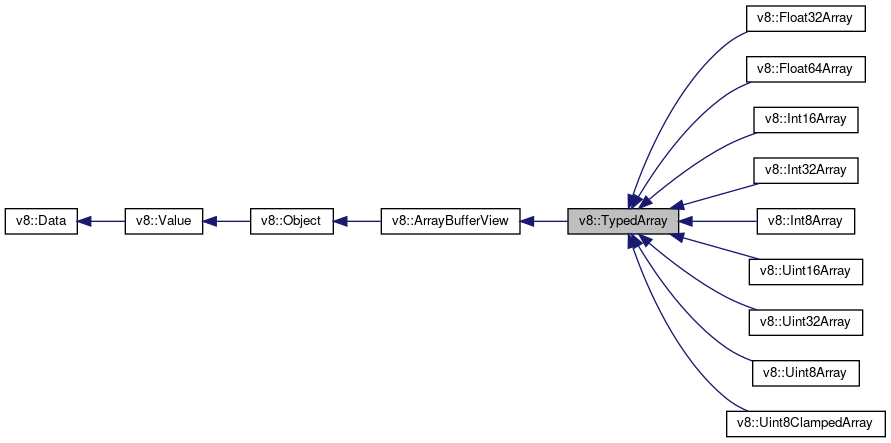 v8::Float32Array
v8::Float64Array
v8::Int16Array
v8::Int32Array
v8::Data
v8::Value
v8::Object
v8::ArrayBufferView
v8::TypedArray
v8::Int8Array
v8::Uint16Array
v8::Uint32Array
v8::Uint8Array
v8::Uint8ClampedArray